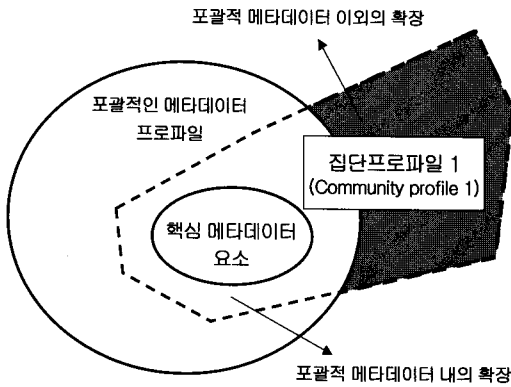 포괄적 메타데이터 이외의 확장
포괄적인 메타데이터
프로파일
집단프로파일 1
(Community profile 1)
핵심 메타데이터
요소
포괄적 메타데이터 내의 확장